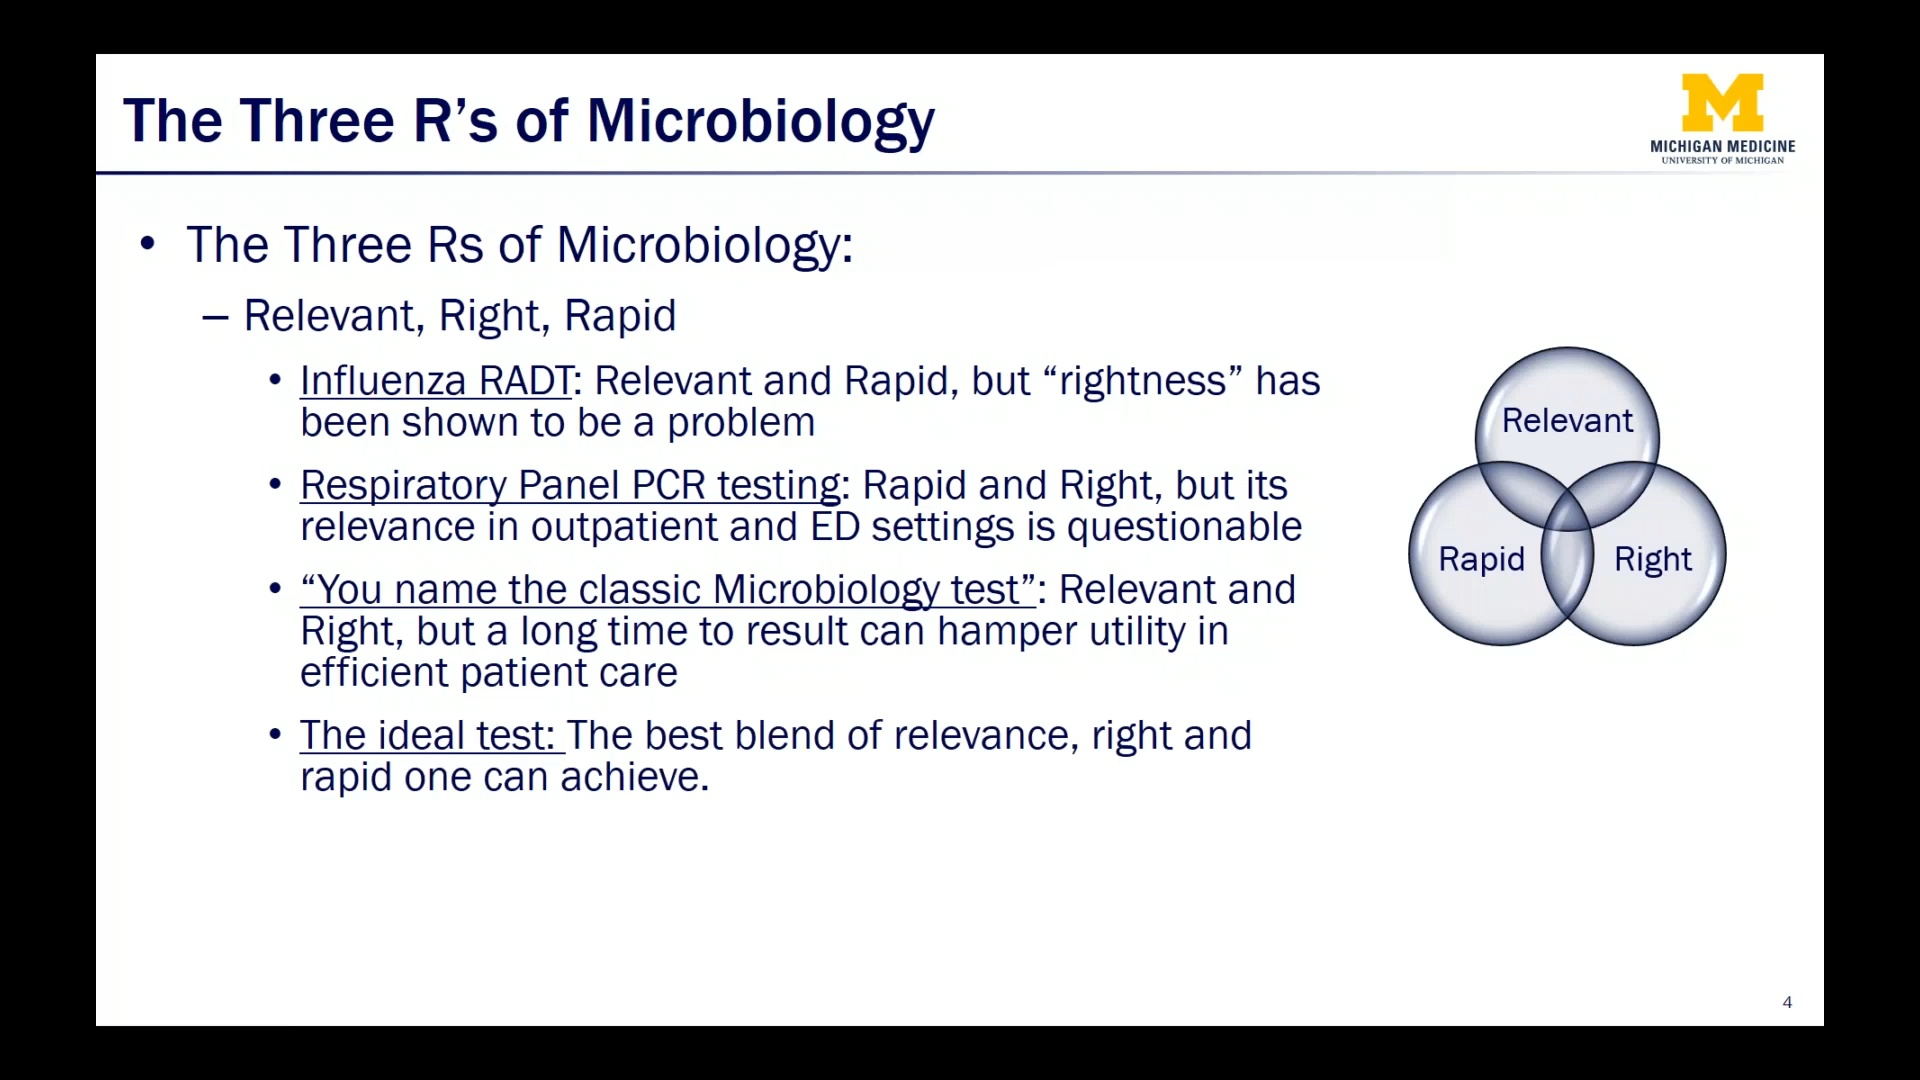 The Three R’s of Microbiology
MICHIGAN MEDICINE
UNIVERSITY OF MICHIGAN
• The Three Rs of Microbiology:
– Relevant, Right, Rapid
• Influenza RADT: Relevant and Rapid, but “rightness” has
been shown to be a problem
• Respiratory Panel PCR testing: Rapid and Right, but its
relevance in outpatient and ED settings is questionable
• “You name the classic Microbiology test”: Relevant and
Right, but a long time to result can hamper utility in
efficient patient care
• The ideal test: The best blend of relevance, right and
rapid one can achieve.
Relevant
Rapid
Right
4